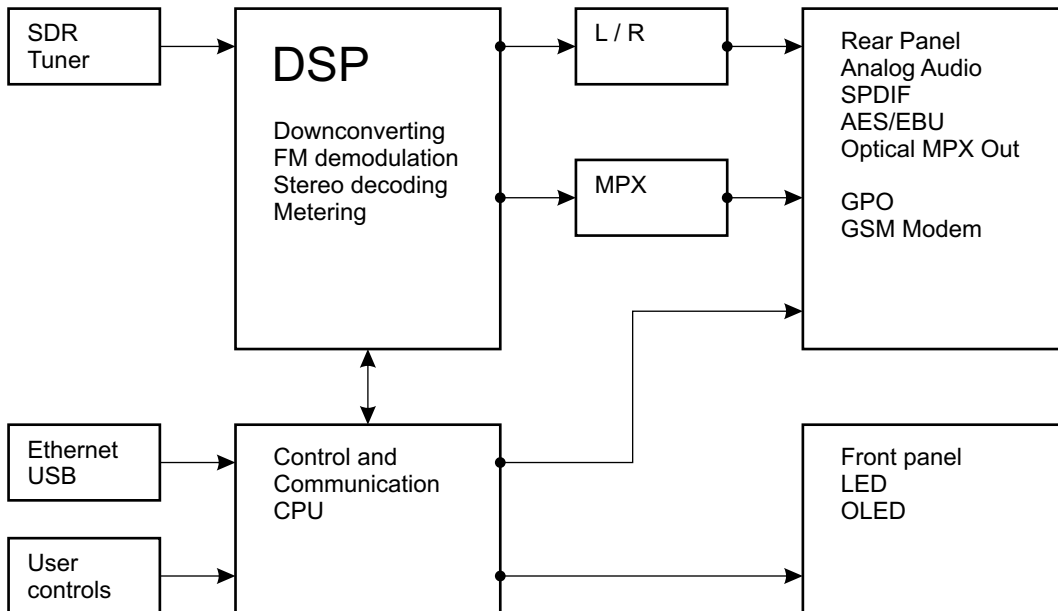 SDR
Tuner
DSP
Downconverting
FM demodulation
Stereo decoding
Metering
L / R
MPX
Rear Panel
Analog Audio
SPDIF
AES/EBU
Optical MPX Out
GPO
GSM Modem
Ethernet
USB
User
controls
Control and
Communication
CPU
Front panel
LED
OLED